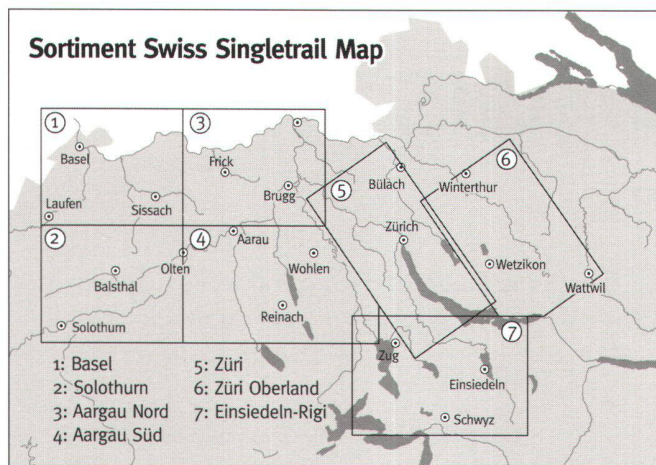 Sortiment Swiss Singletrail Map
1
3
Basel
Frick
6
5
Bülach
Winterthur
Laufen
Sissach
Brugg
2
4
Aarau
Zürich
Olten
Wohlen
Wetzikon
Balsthal
Wattwil
Reinach
Solothurn
7
Zug
1: Basel
2: Solothurn
3: Aargau Nord
4: Aargau Süd
5: Züri
6: Züri Oberland
7: Einsiedeln-Rigi
Einsiedeln
Schwyz